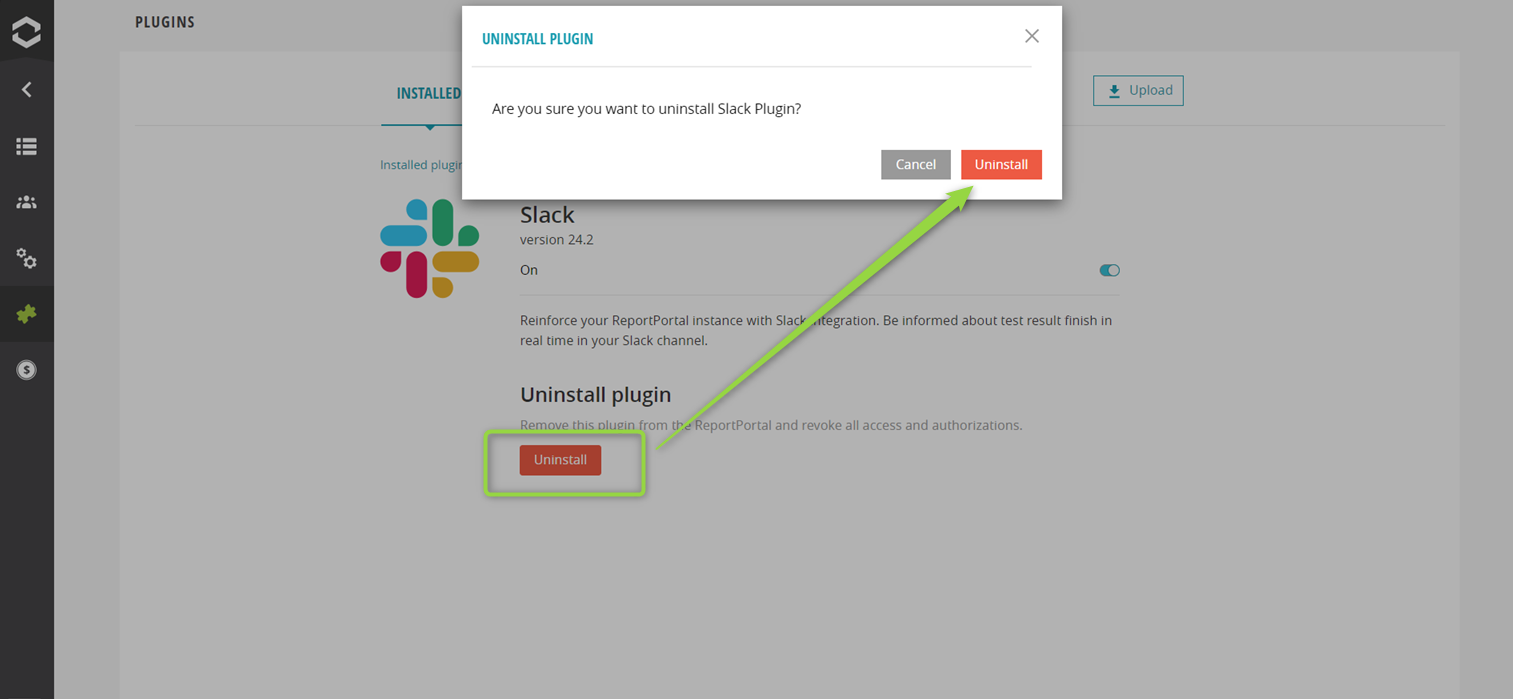 PLUGINS
UNINSTALL PLUGIN
Are you sure you want to uninstall Slack Plugin?
Cancel
Uninstall
INSTALLED
Upload
Installed
Slack
version 24.2
On
Reinforce your ReportPortal instance with Slack integration. Be informed about test result finish in
real time in your Slack channel.
Uninstall plugin
Remove this plugin from the ReportPortal and revoke all access and authorizations.
Uninstall
$